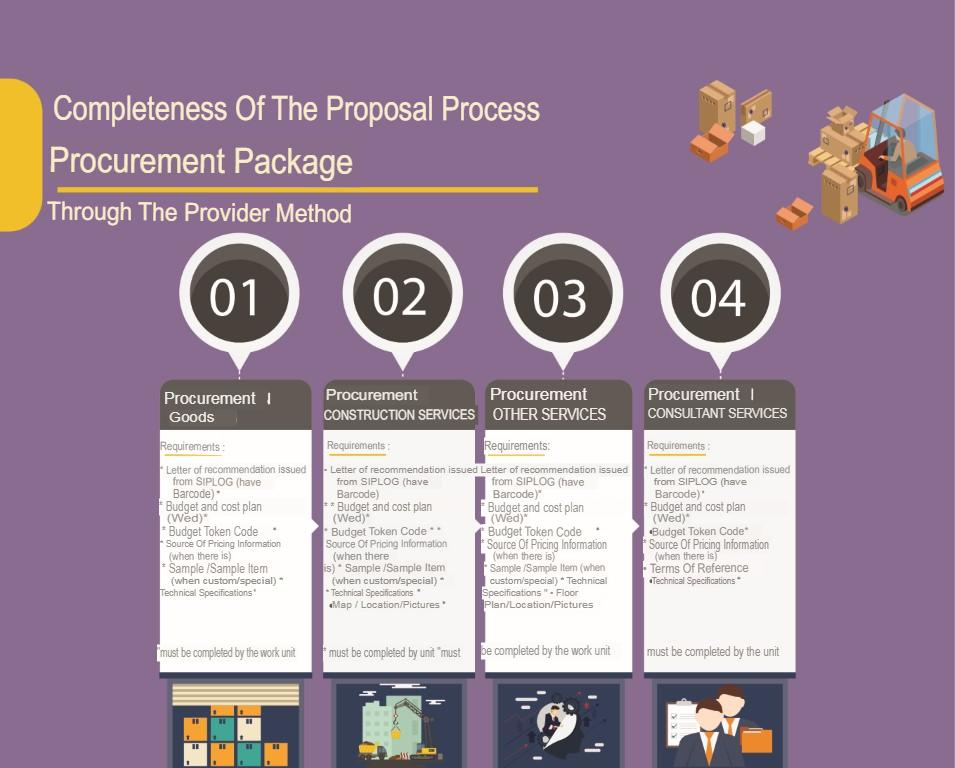 Completeness Of The Proposal Process
Procurement Package
Through The Provider Method
01
Procurement
Goods
Requirements :
* Letter of recommendation issued
from SIPLOG (have
Barcode) *
* Budget and cost plan
(Wed)*
* Budget Token Code *
* Source Of Pricing Information
(when there is)
* Sample /Sample Item
(when custom/special) *
Technical Specifications*
"must be completed by the work unit
02
Procurement
CONSTRUCTION SERVICES
Requirements :
• Letter of recommendation issued
from SIPLOG (have
Barcode)
* * Budget and cost plan
(Wed)*
* Budget Token Code * *
Source Of Pricing Information
(when there
is) * Sample /Sample Item
(when custom/special) *
* Technical Specifications *
•Map / Location/Pictures *
* must be completed by unit "must
03
Procurement
OTHER SERVICES
Requirements:
Letter of recommendation issued
from SIPLOG (have
Barcode)*
* Budget and cost plan
(Wed)*
* Budget Token Code *
* Source Of Pricing Information
(when there is)
* Sample /Sample Item (when
custom/special) * Technical
Specifications " • Floor
Plan/Location/Pictures
be completed by the work unit
04
Procurement
CONSULTANT SERVICES
Requirements :
* Letter of recommendation issued
from SIPLOG (have
Barcode) *
* Budget and cost plan
(Wed)*
•Budget Token Code*
* Source Of Pricing Information
(when there is)
• Terms Of Reference
•Technical Specifications *
must be completed by the unit